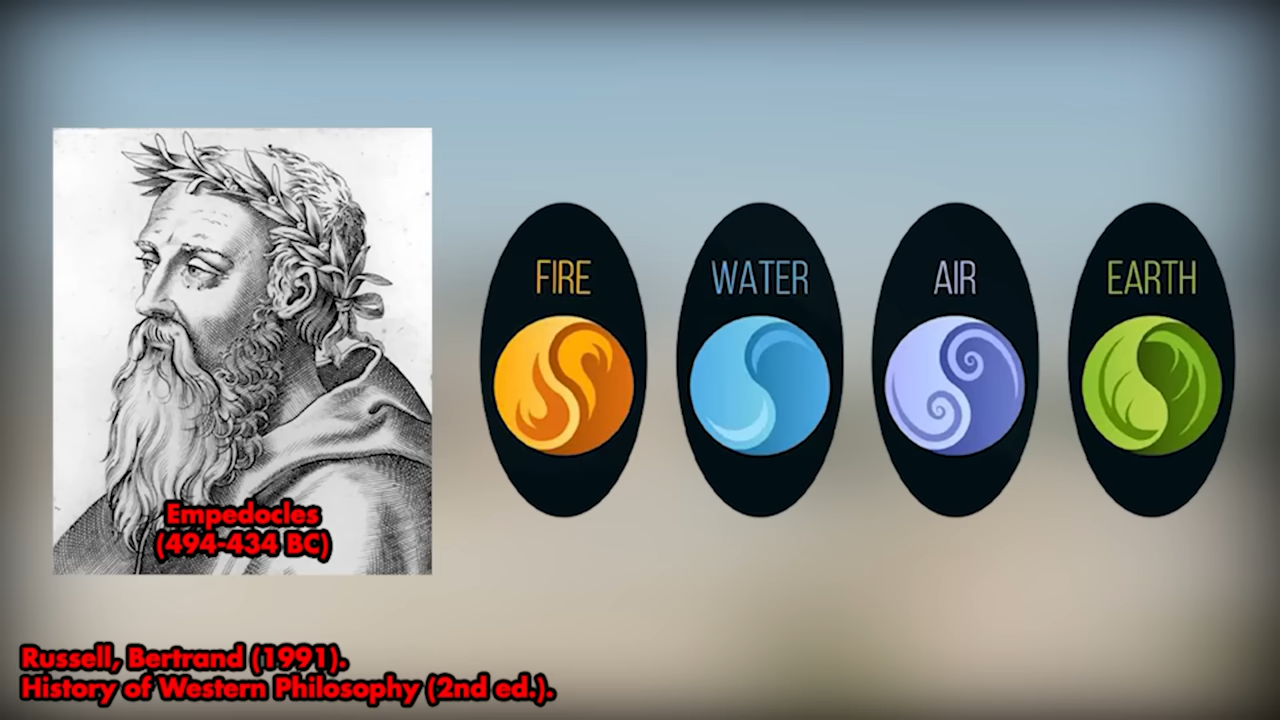 FIRE
WATER
AIR
EARTH
Empedocles
(494-434 BC)
Russell, Bertrand (1991).
History of Western Philosophy (2nd ed.).